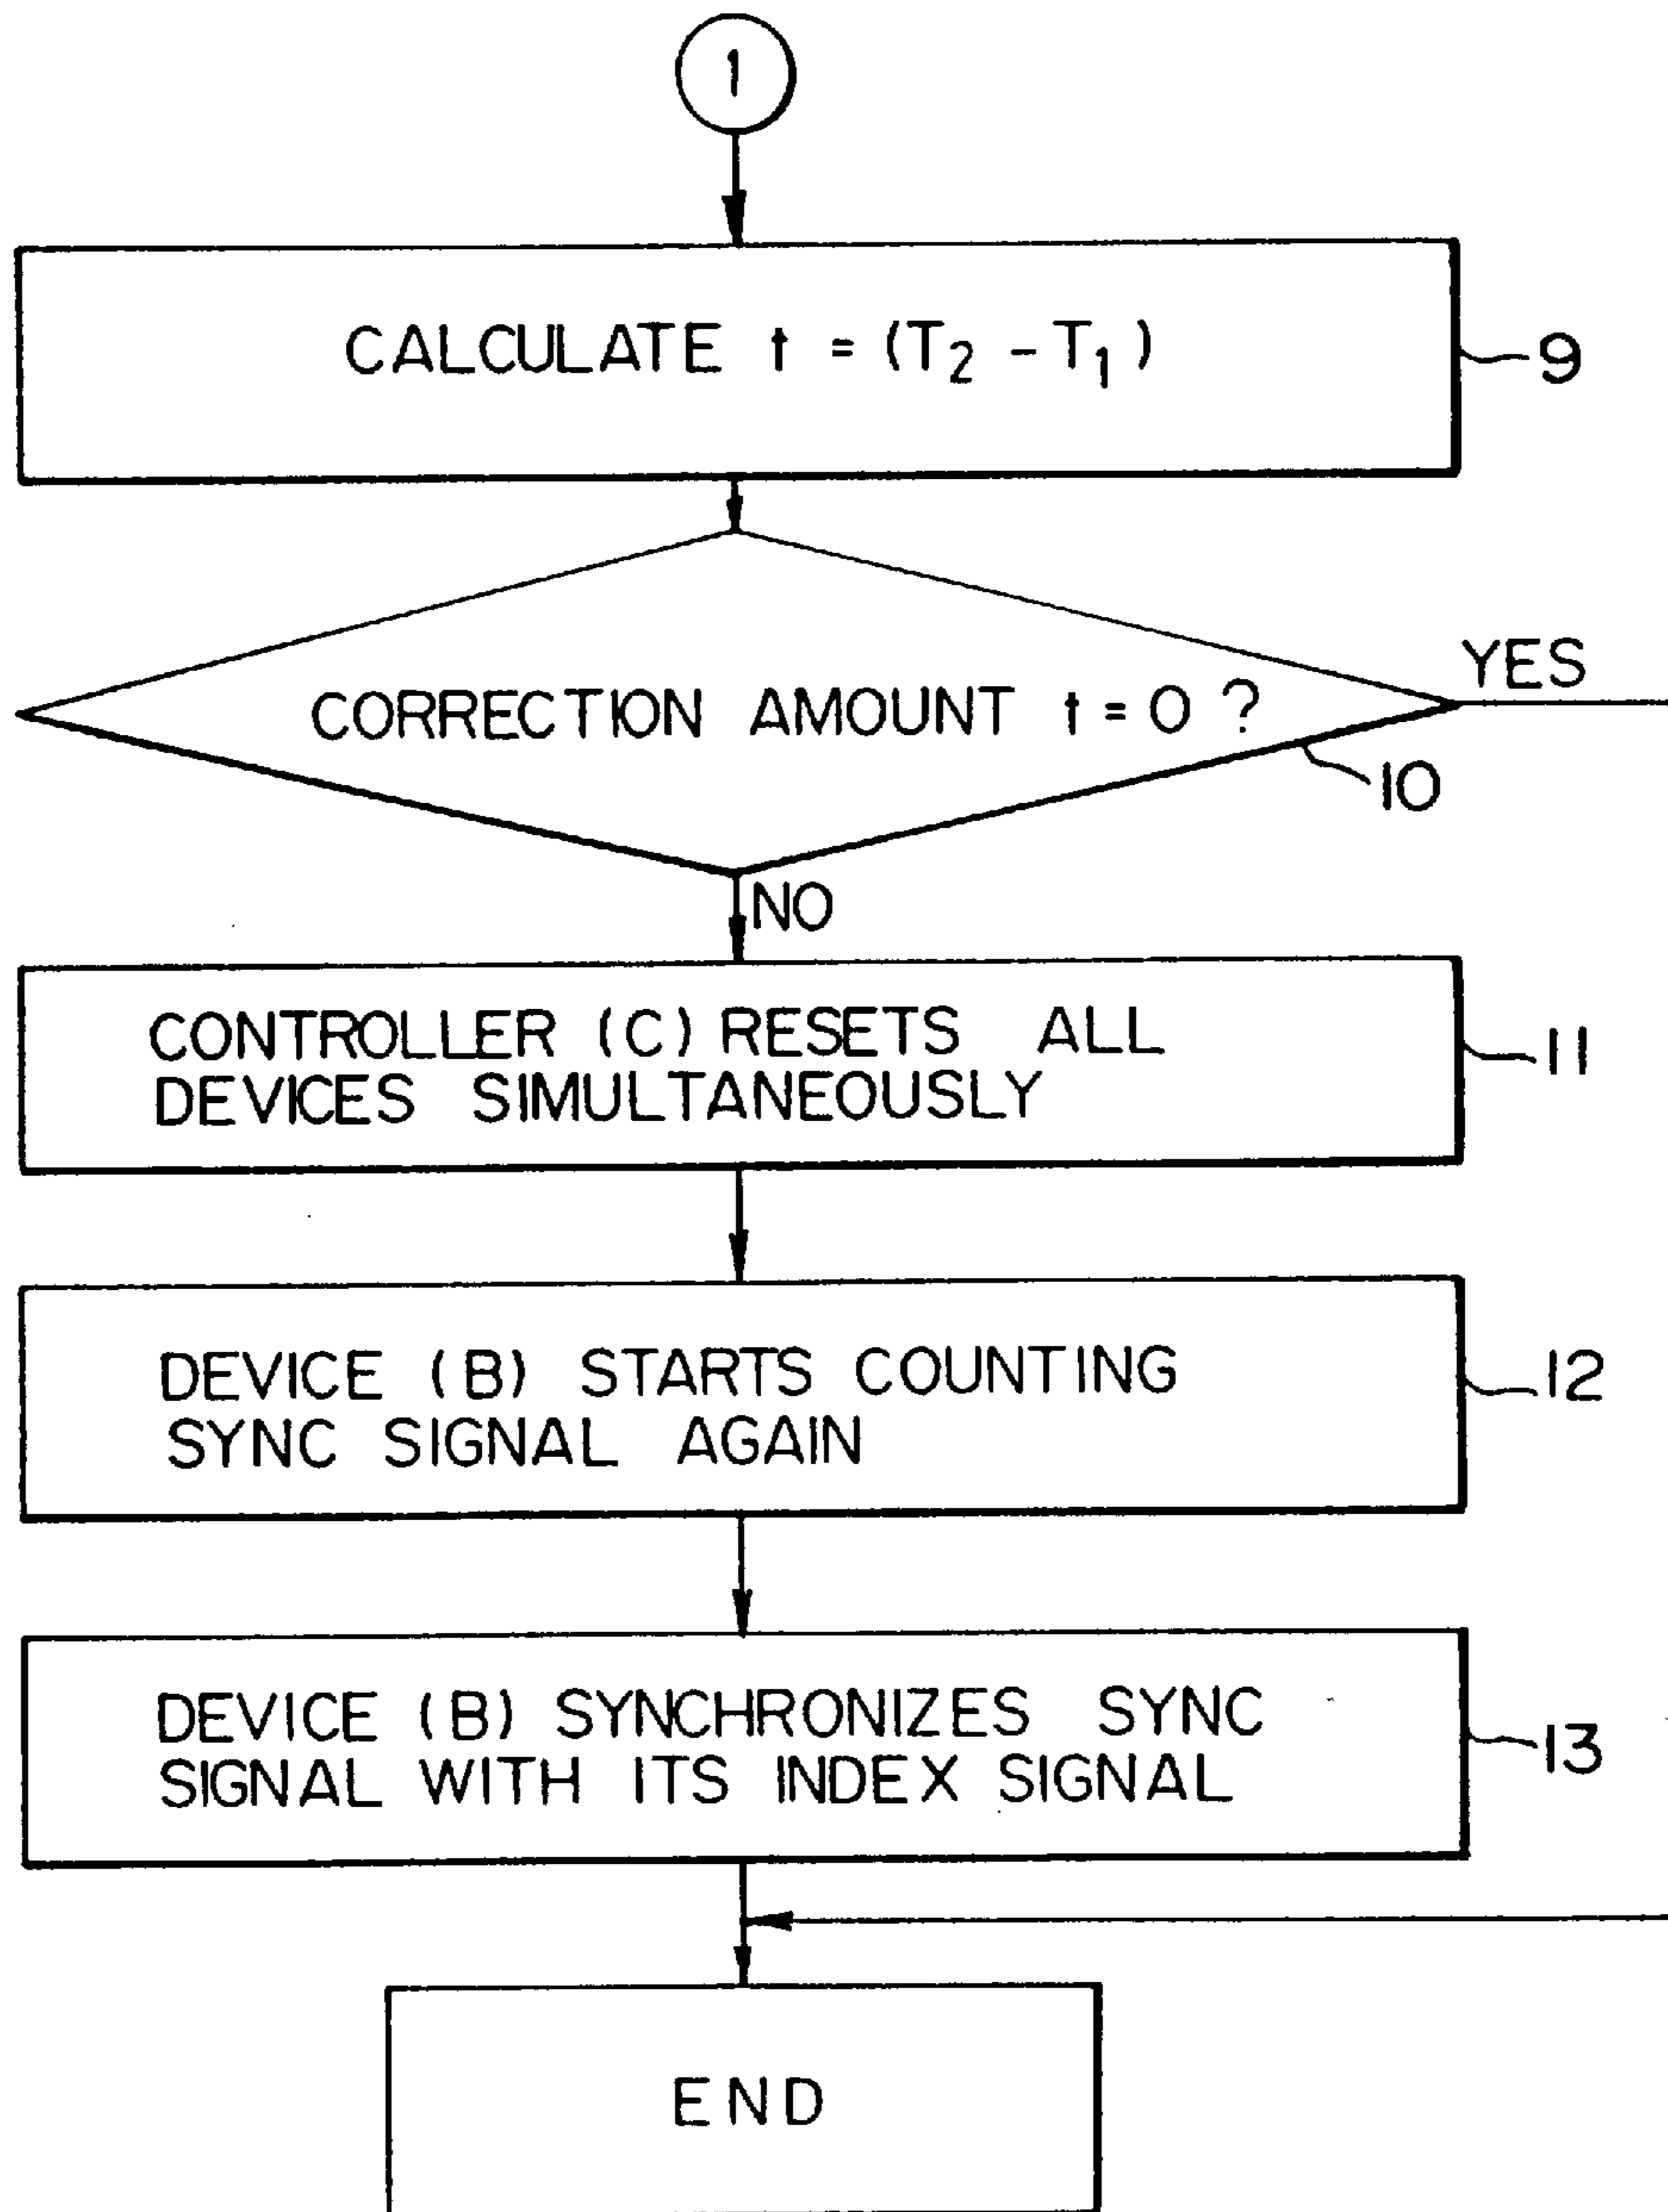 1
CALCULATE t = (T₂ - T₁)
9
CORRECTION AMOUNT t = 0 ?
YES
10
NO
CONTROLLER (C) RESETS ALL
DEVICES SIMULTANEOUSLY
11
DEVICE (B) STARTS COUNTING
SYNC SIGNAL AGAIN
12
DEVICE (B) SYNCHRONIZES SYNC
SIGNAL WITH ITS INDEX SIGNAL
13
END